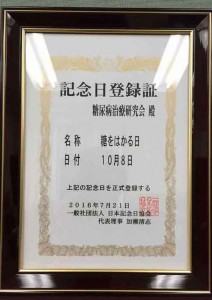 記念日登録証
糖尿病治療研究会 殿
名称 糖をはかる日
日付 10月8日
上記の記念日を正式登録する
2016年7月21日
一般社団法人 日本記念日協会
代表理事 加瀬清志